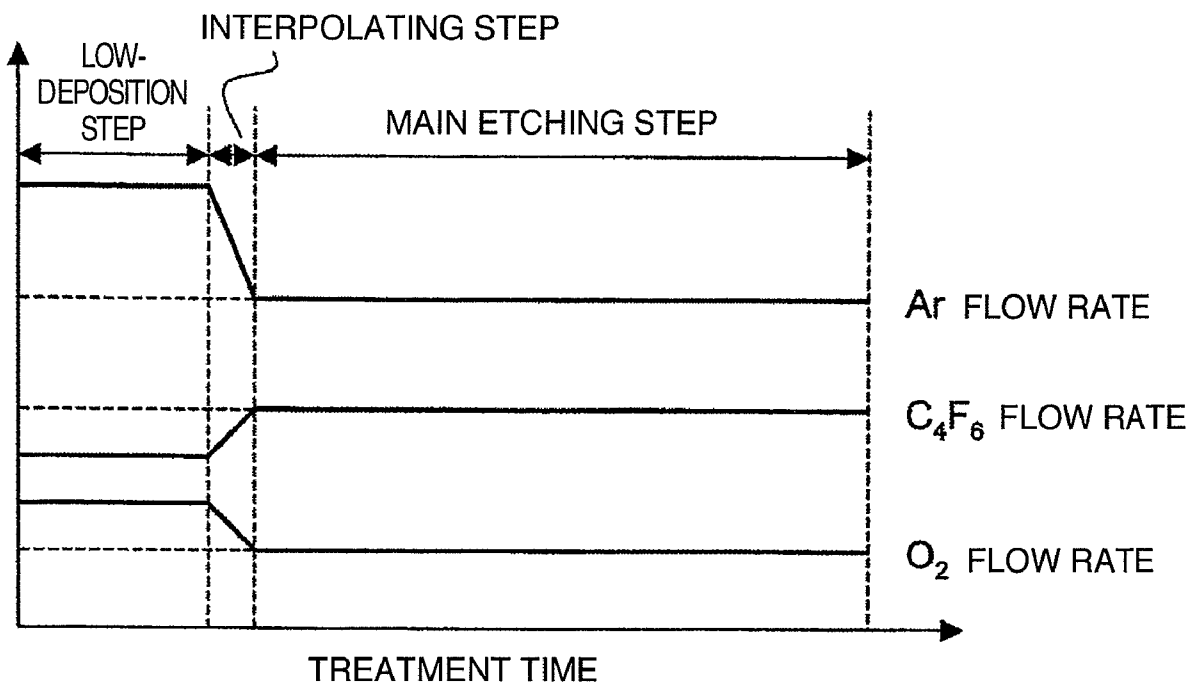 INTERPOLATING STEP
LOW-
DEPOSITION
STEP
MAIN ETCHING STEP
Ar FLOW RATE
C₄F₆ FLOW RATE
O₂ FLOW RATE
TREATMENT TIME